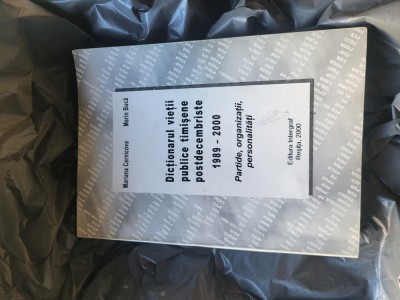 Mariana Cernicova Marin Bucă
Dicționarul vieții
publice timișene
postdecembriste
1989 - 2000
Partide, organizații,
personalități
Editura Intergraf
Reșița, 2000